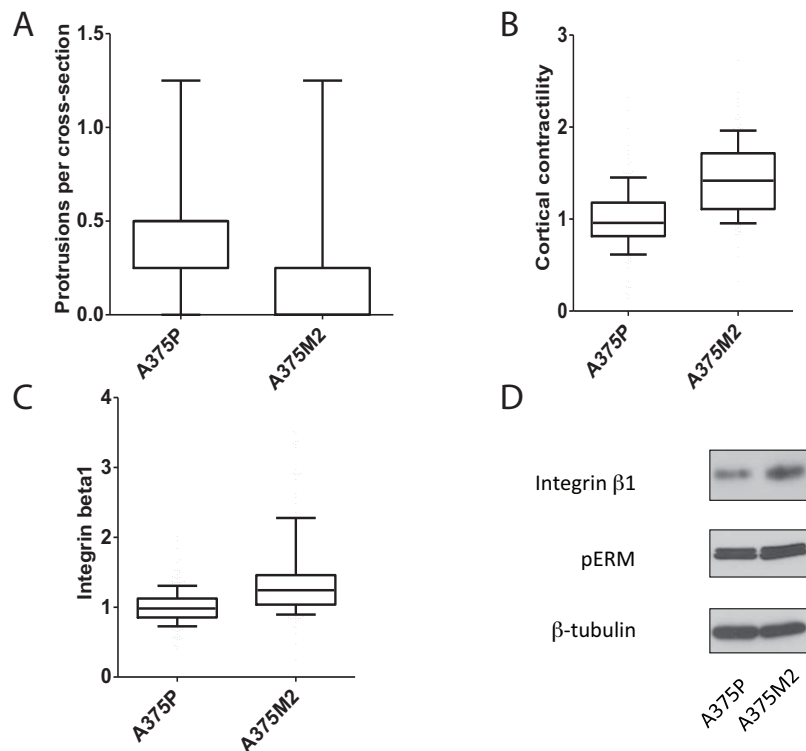 A
Protrusions per cross-section
1.5
1.0
0.5
0.0
A375P
A375M2
B
Cortical contractility
3
2
1
0
A375P
A375M2
C
Integrin beta1
4
3
2
1
0
A375P
A375M2
D
Integrin β1
pERM
β-tubulin
A375P
A375M2